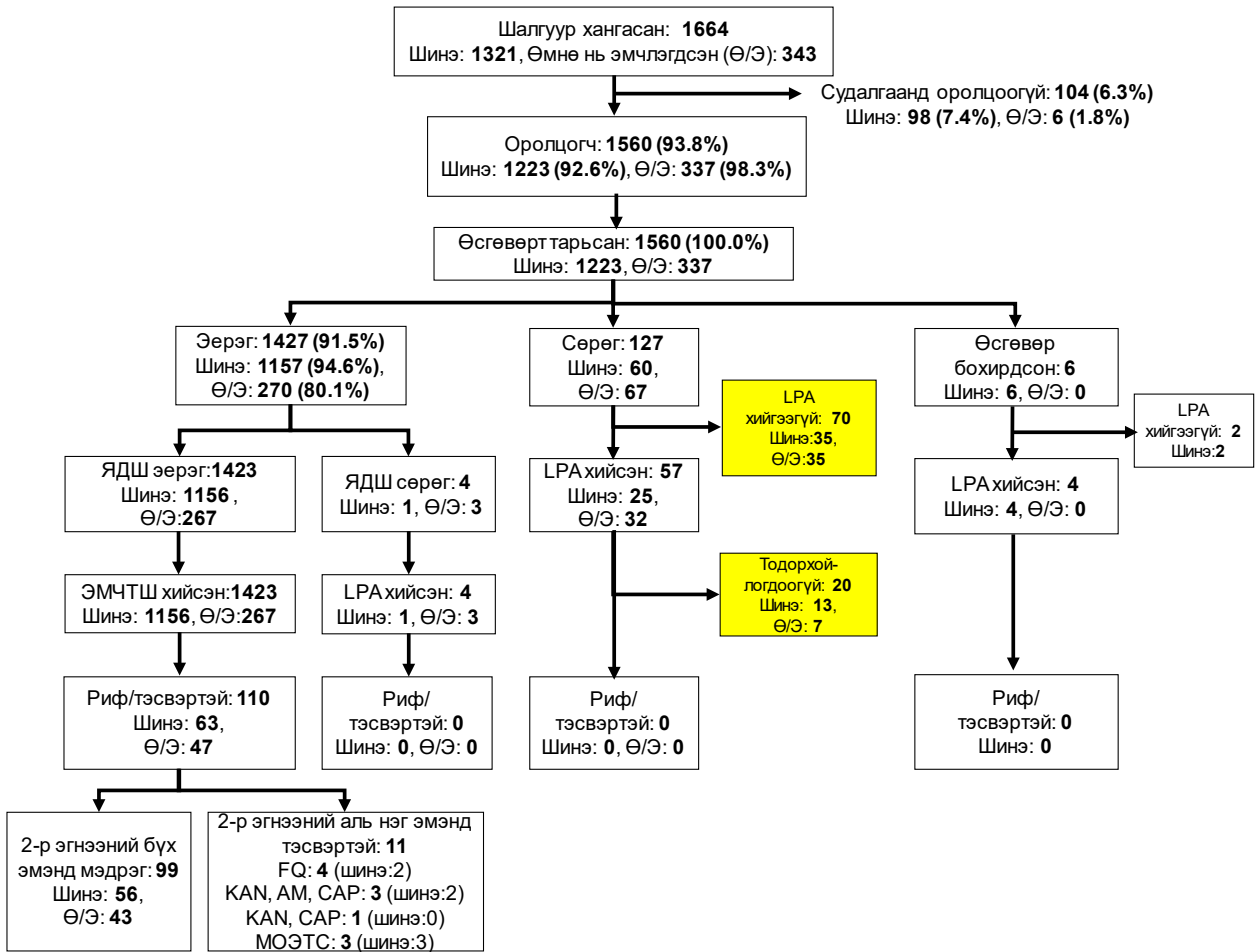 Шалгуур хангасан: 1664
Шинэ: 1321, Өмнө нь эмчлэгдсэн (Ө/Э): 343
Судалгаанд оролцоогүй: 104 (6.3%)
Шинэ: 98 (7.4%), Ө/Э: 6 (1.8%)
Оролцогч: 1560 (93.8%)
Шинэ: 1223 (92.6%), Ө/Э: 337 (98.3%)
Өсгөвөрт тарьсан: 1560 (100.0%)
Шинэ: 1223, Ө/Э: 337
Эерэг: 1427 (91.5%)
Шинэ: 1157 (94.6%),
Ө/Э: 270 (80.1%)
Сөрөг: 127
Шинэ: 60,
Ө/Э: 67
Өсгөвөр
бохирдсон: 6
Шинэ: 6, Ө/Э: 0
LPA
хийгээгүй: 70
Шинэ:35,
Ө/Э:35
LPA
хийгээгүй: 2
Шинэ:2
ЯДШ эерэг:1423
Шинэ: 1156 ,
Ө/Э:267
ЯДШ сөрөг: 4
Шинэ: 1, Ө/Э: 3
LPA хийсэн: 57
Шинэ: 25,
Ө/Э: 32
LPA хийсэн: 4
Шинэ: 4, Ө/Э: 0
ЭМЧТШ хийсэн:1423
Шинэ: 1156, Ө/Э:267
LPA хийсэн: 4
Шинэ: 1, Ө/Э: 3
Тодорхой-
логдоогүй: 20
Шинэ: 13,
Ө/Э: 7
Риф/тэсвэртэй: 110
Шинэ: 63,
Ө/Э: 47
Риф/
тэсвэртэй: 0
Шинэ: 0, Ө/Э: 0
Риф/
тэсвэртэй: 0
Шинэ: 0, Ө/Э: 0
Риф/
тэсвэртэй: 0
Шинэ: 0
2-р эгнээний бүх
эмэнд мэдрэг: 99
Шинэ: 56,
Ө/Э: 43
2-р эгнээний аль нэг эмэнд
тэсвэртэй: 11
FQ: 4 (шинэ:2)
KAN, AM, CAP: 3 (шинэ:2)
KAN, CAP: 1 (шинэ:0)
МОЭТС: 3 (шинэ:3)